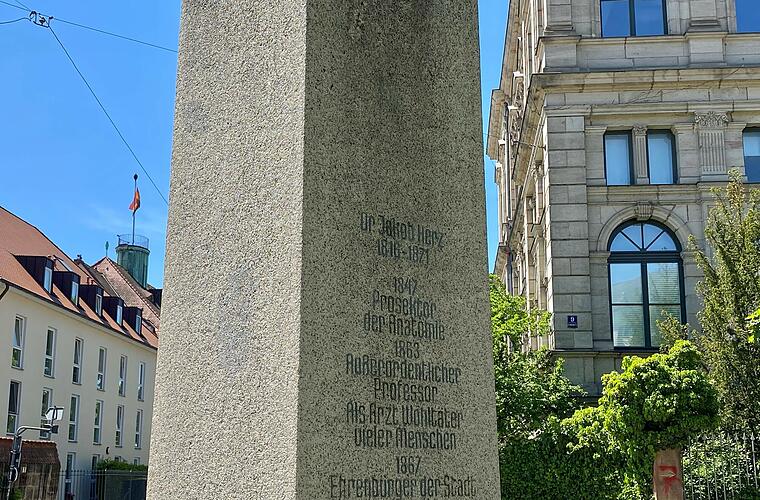 Dr Jakob Herz
1816-1871
1847
Prosektor
der Anatomie
1863
Außerordentlicher
Professor
Als Arzt Wohltäter
vieler Menschen
1867
Ehrenbürger der Stadt
9